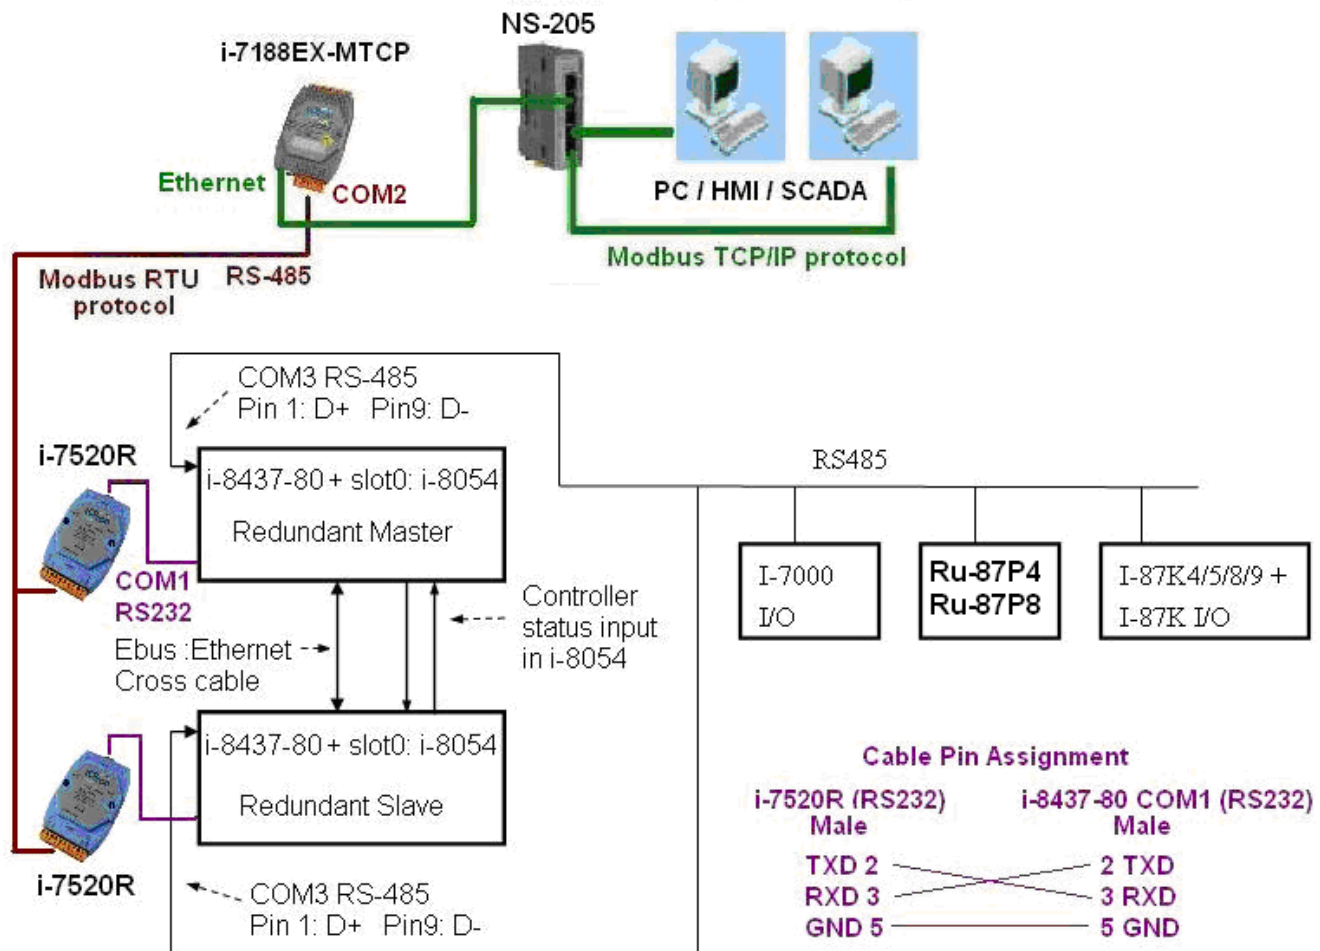 NS-205
i-7188EX-MTCP
Ethernet
COM2
PC / HMI / SCADA
Modbus TCP/IP protocol
Modbus RTU
protocol
RS-485
COM3 RS-485
Pin 1: D+ Pin9: D-
i-7520R
i-8437-80 + slot0: i-8054
Redundant Master
RS485
COM1
RS232
I-7000
I/O
Ru-87P4
Ru-87P8
I-87K4/5/8/9 +
I-87K I/O
Controller
status input
in i-8054
Ebus :Ethernet
Cross cable
i-8437-80 + slot0: i-8054
Redundant Slave
i-7520R
COM3 RS-485
Pin 1: D+ Pin9: D-
Cable Pin Assignment
i-7520R (RS232)
Male
i-8437-80 COM1 (RS232)
Male
TXD 2
2 TXD
RXD 3
3 RXD
GND 5
5 GND